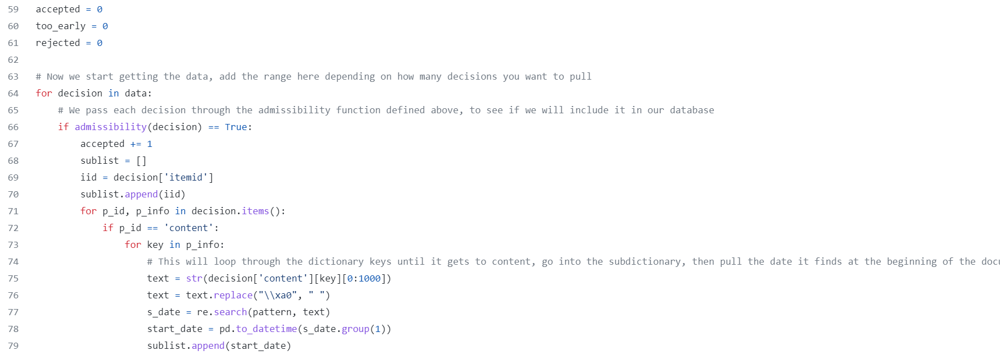 59 accepted = 0
60 too_early = 0
61 rejected = 0
62
63 # Now we start getting the data, add the range here depending on how many decisions you want to pull
64 for decision in data:
65     # We pass each decision through the admissibility function defined above, to see if we will include it in our database
66     if admissibility(decision) == True:
67         accepted += 1
68         sublist = []
69         iid = decision['itemid']
70         sublist.append(iid)
71         for p_id, p_info in decision.items():
72             if p_id == 'content':
73                 for key in p_info:
74                     # This will loop through the dictionary keys until it gets to content, go into the subdictionary, then pull the date it finds at the beginning of the
75                     text = str(decision['content'][key][0:1000])
76                     text = text.replace("\\xa0", " ")
77                     s_date = re.search(pattern, text)
78                     start_date = pd.to_datetime(s_date.group(1))
79                     sublist.append(start_date)